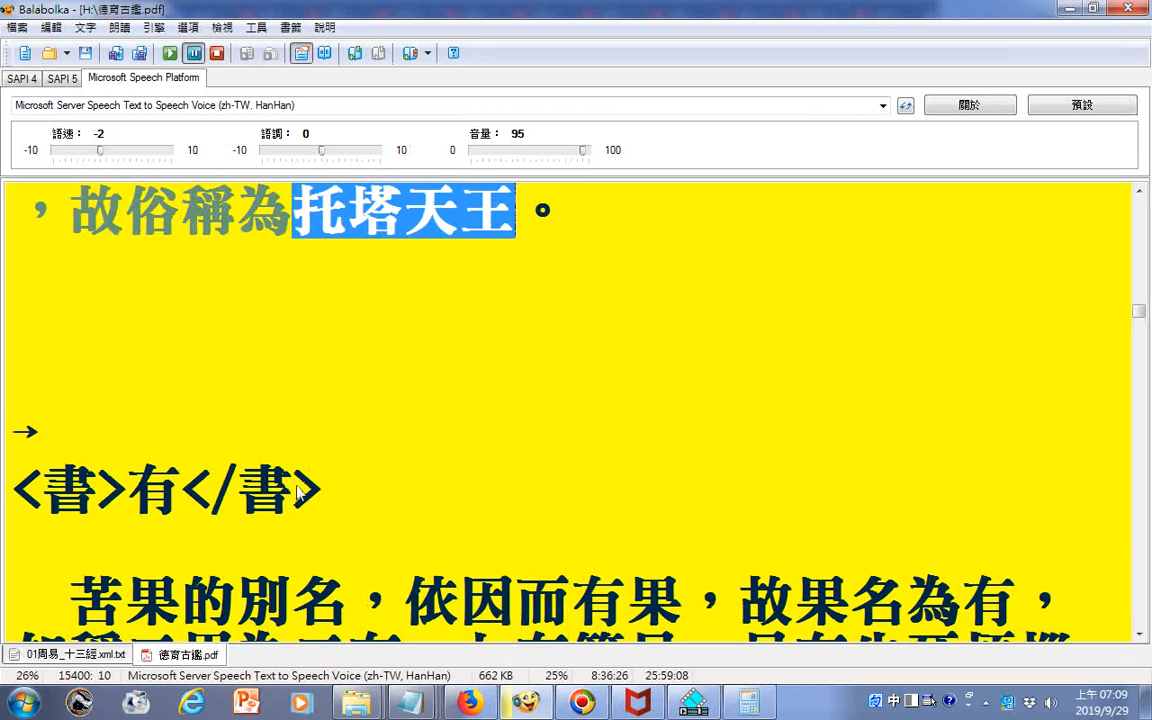 Balabolka - [H:\德育古鑑.pdf]
檔案 編輯 文字 朗讀 引擎 選項 檢視 工具 書籤 說明
SAPI 4 SAPI 5 Microsoft Speech Platform
Microsoft Server Speech Text to Speech Voice (zh-TW, HanHan)
關於 預設
語速： -2 語調： 0 音量： 95
-10 10 -10 10 0 100
，故俗稱為托塔天王。
→
<書>有</書>
苦果的別名，依因而有果，故果名為有，
01周易_十三經.xml.txt 德育古鑑.pdf
26% 15400: 10 Microsoft Server Speech Text to Speech Voice (zh-TW, HanHan) 662 KB 25% 8:36:26 25:59:08
中
上午 07:09
2019/9/29